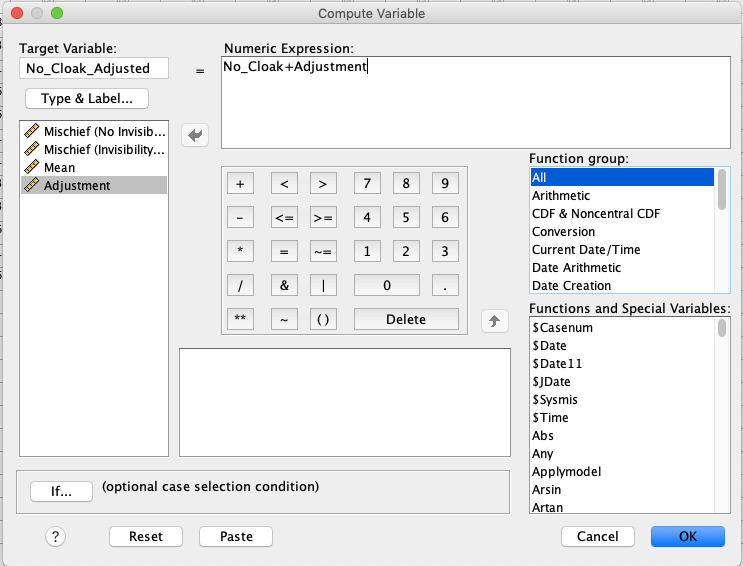 Compute Variable
Target Variable:
No_Cloak_Adjusted
=
Numeric Expression:
No_Cloak+Adjustment
Type & Label...
Mischief (No Invisib...
Mischief (Invisibility...
Mean
Adjustment
+ < > 7 8 9
- <= >= 4 5 6
* = ~= 1 2 3
/ & | 0 .
** ~ () Delete
Function group:
All
Arithmetic
CDF & Noncentral CDF
Conversion
Current Date/Time
Date Arithmetic
Date Creation
Functions and Special Variables:
$Casenum
$Date
$Date11
$JDate
$Sysmis
$Time
Abs
Any
Applymodel
Arsin
Artan
If... (optional case selection condition)
? Reset Paste Cancel OK